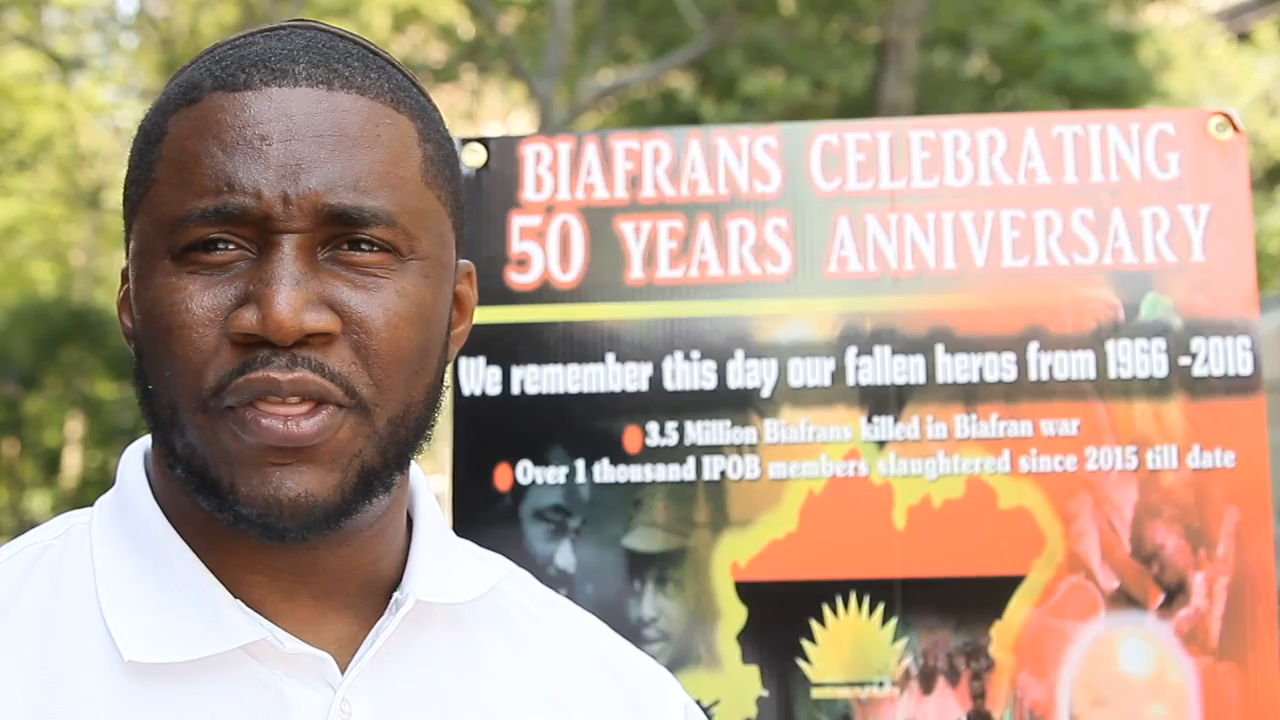 BIAFRANS CELEBRATING
50 YEARS ANNIVERSARY
We remember this day our fallen heros from 1966 -2016
3.5 Million Biafrans killed in Biafran war
Over 1 thousand IPOB members slaughtered since 2015 till date